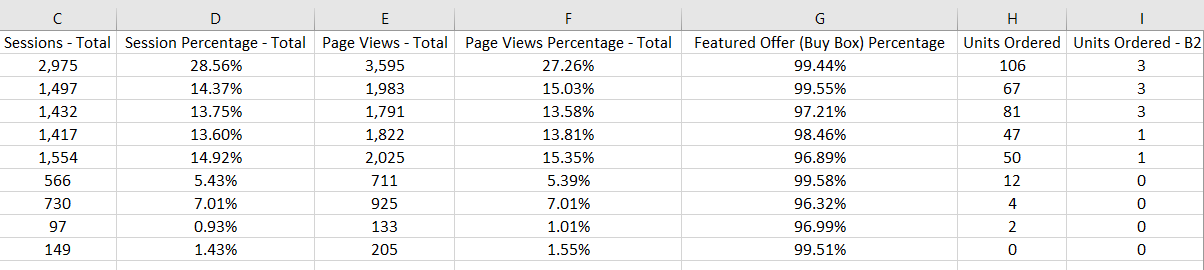 C D E F G H I
Sessions - Total Session Percentage - Total Page Views - Total Page Views Percentage - Total Featured Offer (Buy Box) Percentage Units Ordered Units Ordered - B2
2,975 28.56% 3,595 27.26% 99.44% 106 3
1,497 14.37% 1,983 15.03% 99.55% 67 3
1,432 13.75% 1,791 13.58% 97.21% 81 3
1,417 13.60% 1,822 13.81% 98.46% 47 1
1,554 14.92% 2,025 15.35% 96.89% 50 1
566 5.43% 711 5.39% 99.58% 12 0
730 7.01% 925 7.01% 96.32% 4 0
97 0.93% 133 1.01% 96.99% 2 0
149 1.43% 205 1.55% 99.51% 0 0